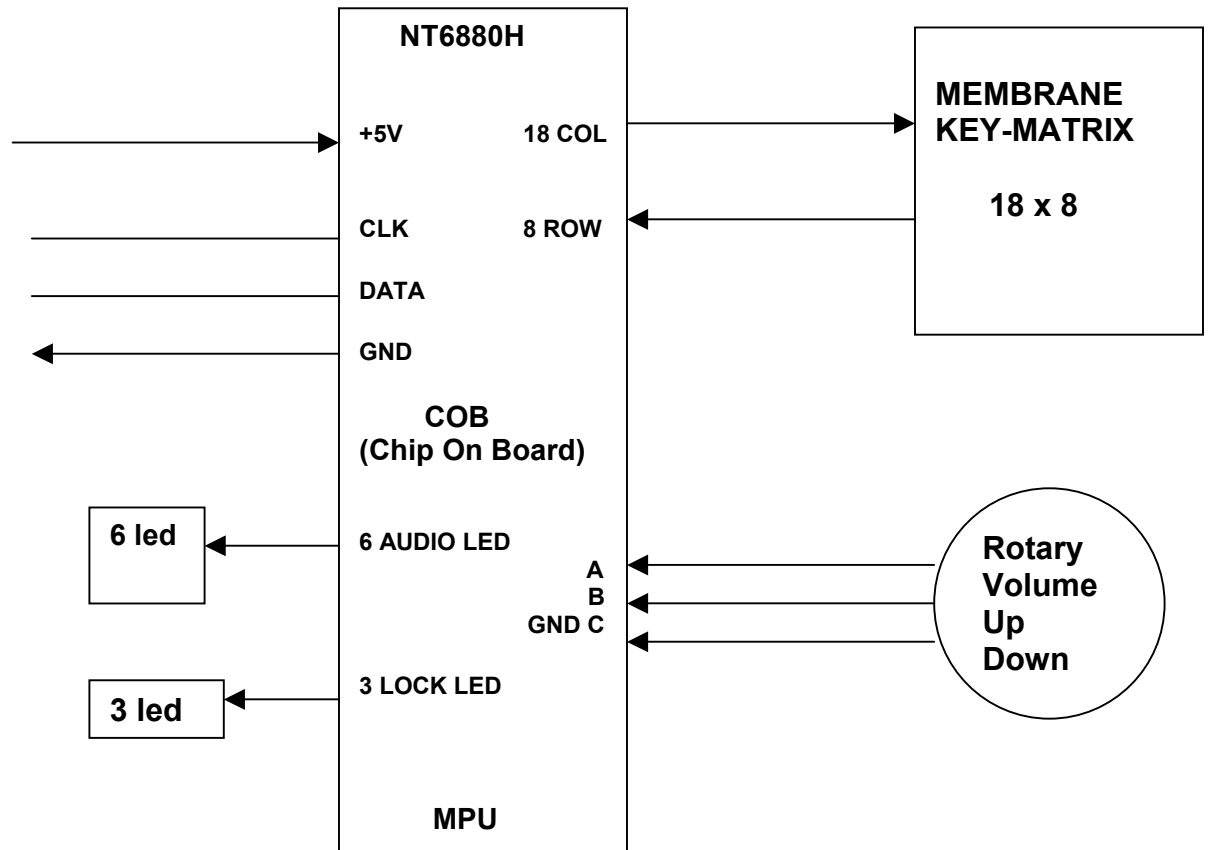 NT6880H
+5V
18 COL
CLK
8 ROW
DATA
GND
COB
(Chip On Board)
6 AUDIO LED
A
B
GND C
3 LOCK LED
MPU
MEMBRANE
KEY-MATRIX
18 x 8
6 led
3 led
Rotary
Volume
Up
Down